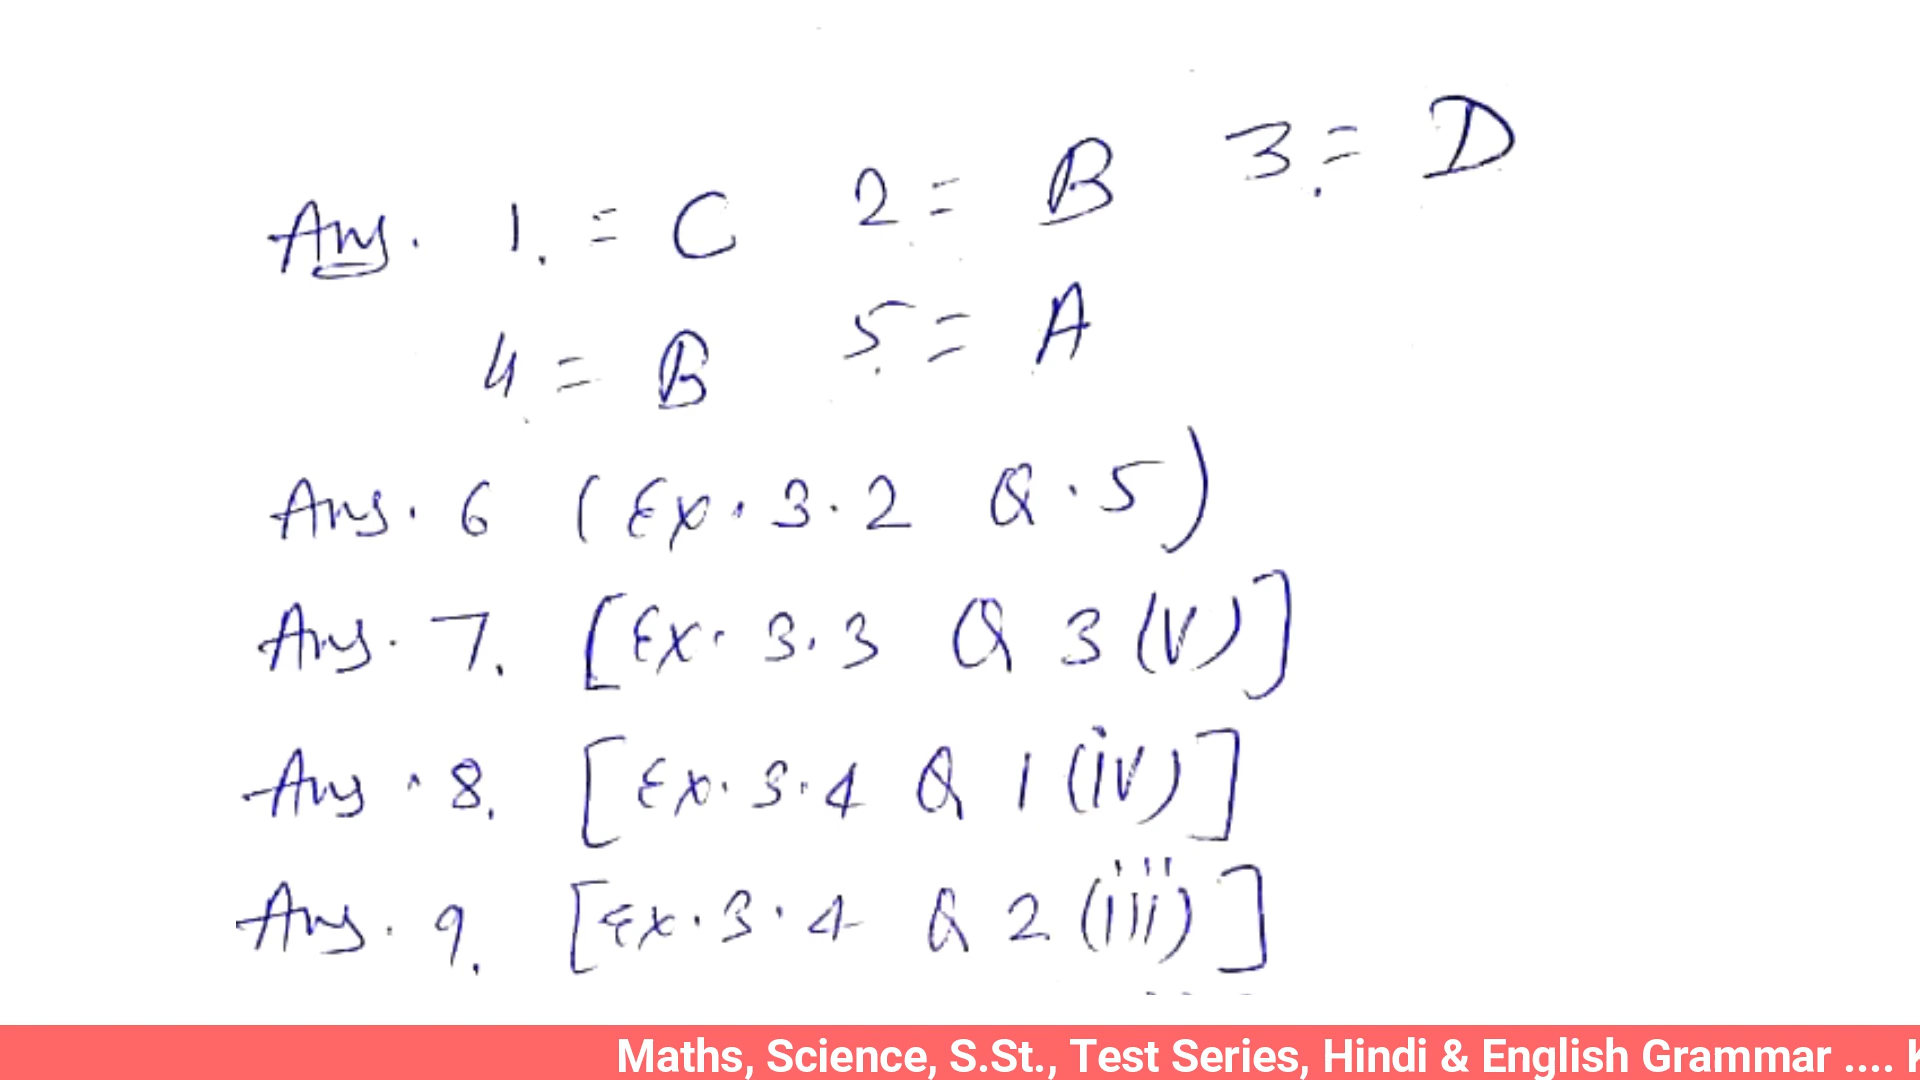 Ans. 1. = C 2 = B 3 = D
4 = B 5 = A
Ans. 6 (Ex. 3.2 Q.5)
Ans. 7. [Ex. 3.3 Q 3 (V)]
Ans. 8. [Ex. 3.4 Q 1 (iv)]
Ans. 9. [Ex. 3.4 Q 2 (iii)]
Maths, Science, S.St., Test Series, Hindi & English Grammar .... K